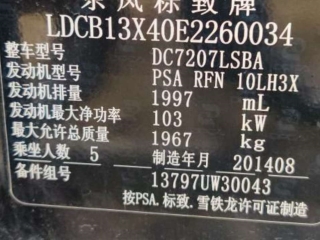 东风标致牌
LDCB13X40E2260034
整车型号 DC7207LSBA
发动机型号 PSA RFN 10LH3X
发动机排量 1997 mL
发动机最大净功率 103 kW
最大允许总质量 1967 kg
乘坐人数 5 制造年月 201408
备件组号 13797UW30043
按PSA.标致.雪铁龙许可证制造